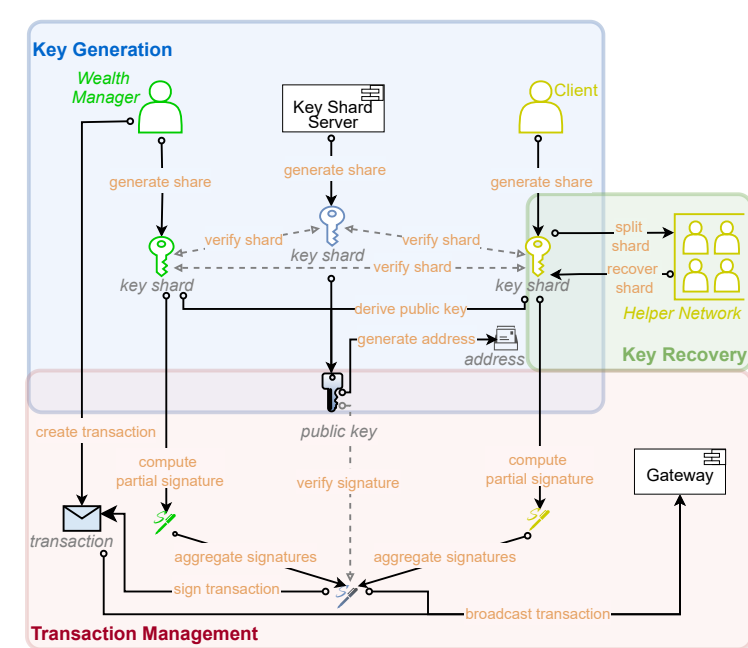 Key Generation
Wealth
Manager
Key Shard
Server
Client
generate share
generate share
generate share
verify shard
verify shard
verify shard
split
shard
recover
shard
key shard
key shard
key shard
Helper Network
derive public key
generate address
address
Key Recovery
public key
create transaction
compute
partial signature
verify signature
compute
partial signature
Gateway
transaction
aggregate signatures
aggregate signatures
sign transaction
broadcast transaction
Transaction Management